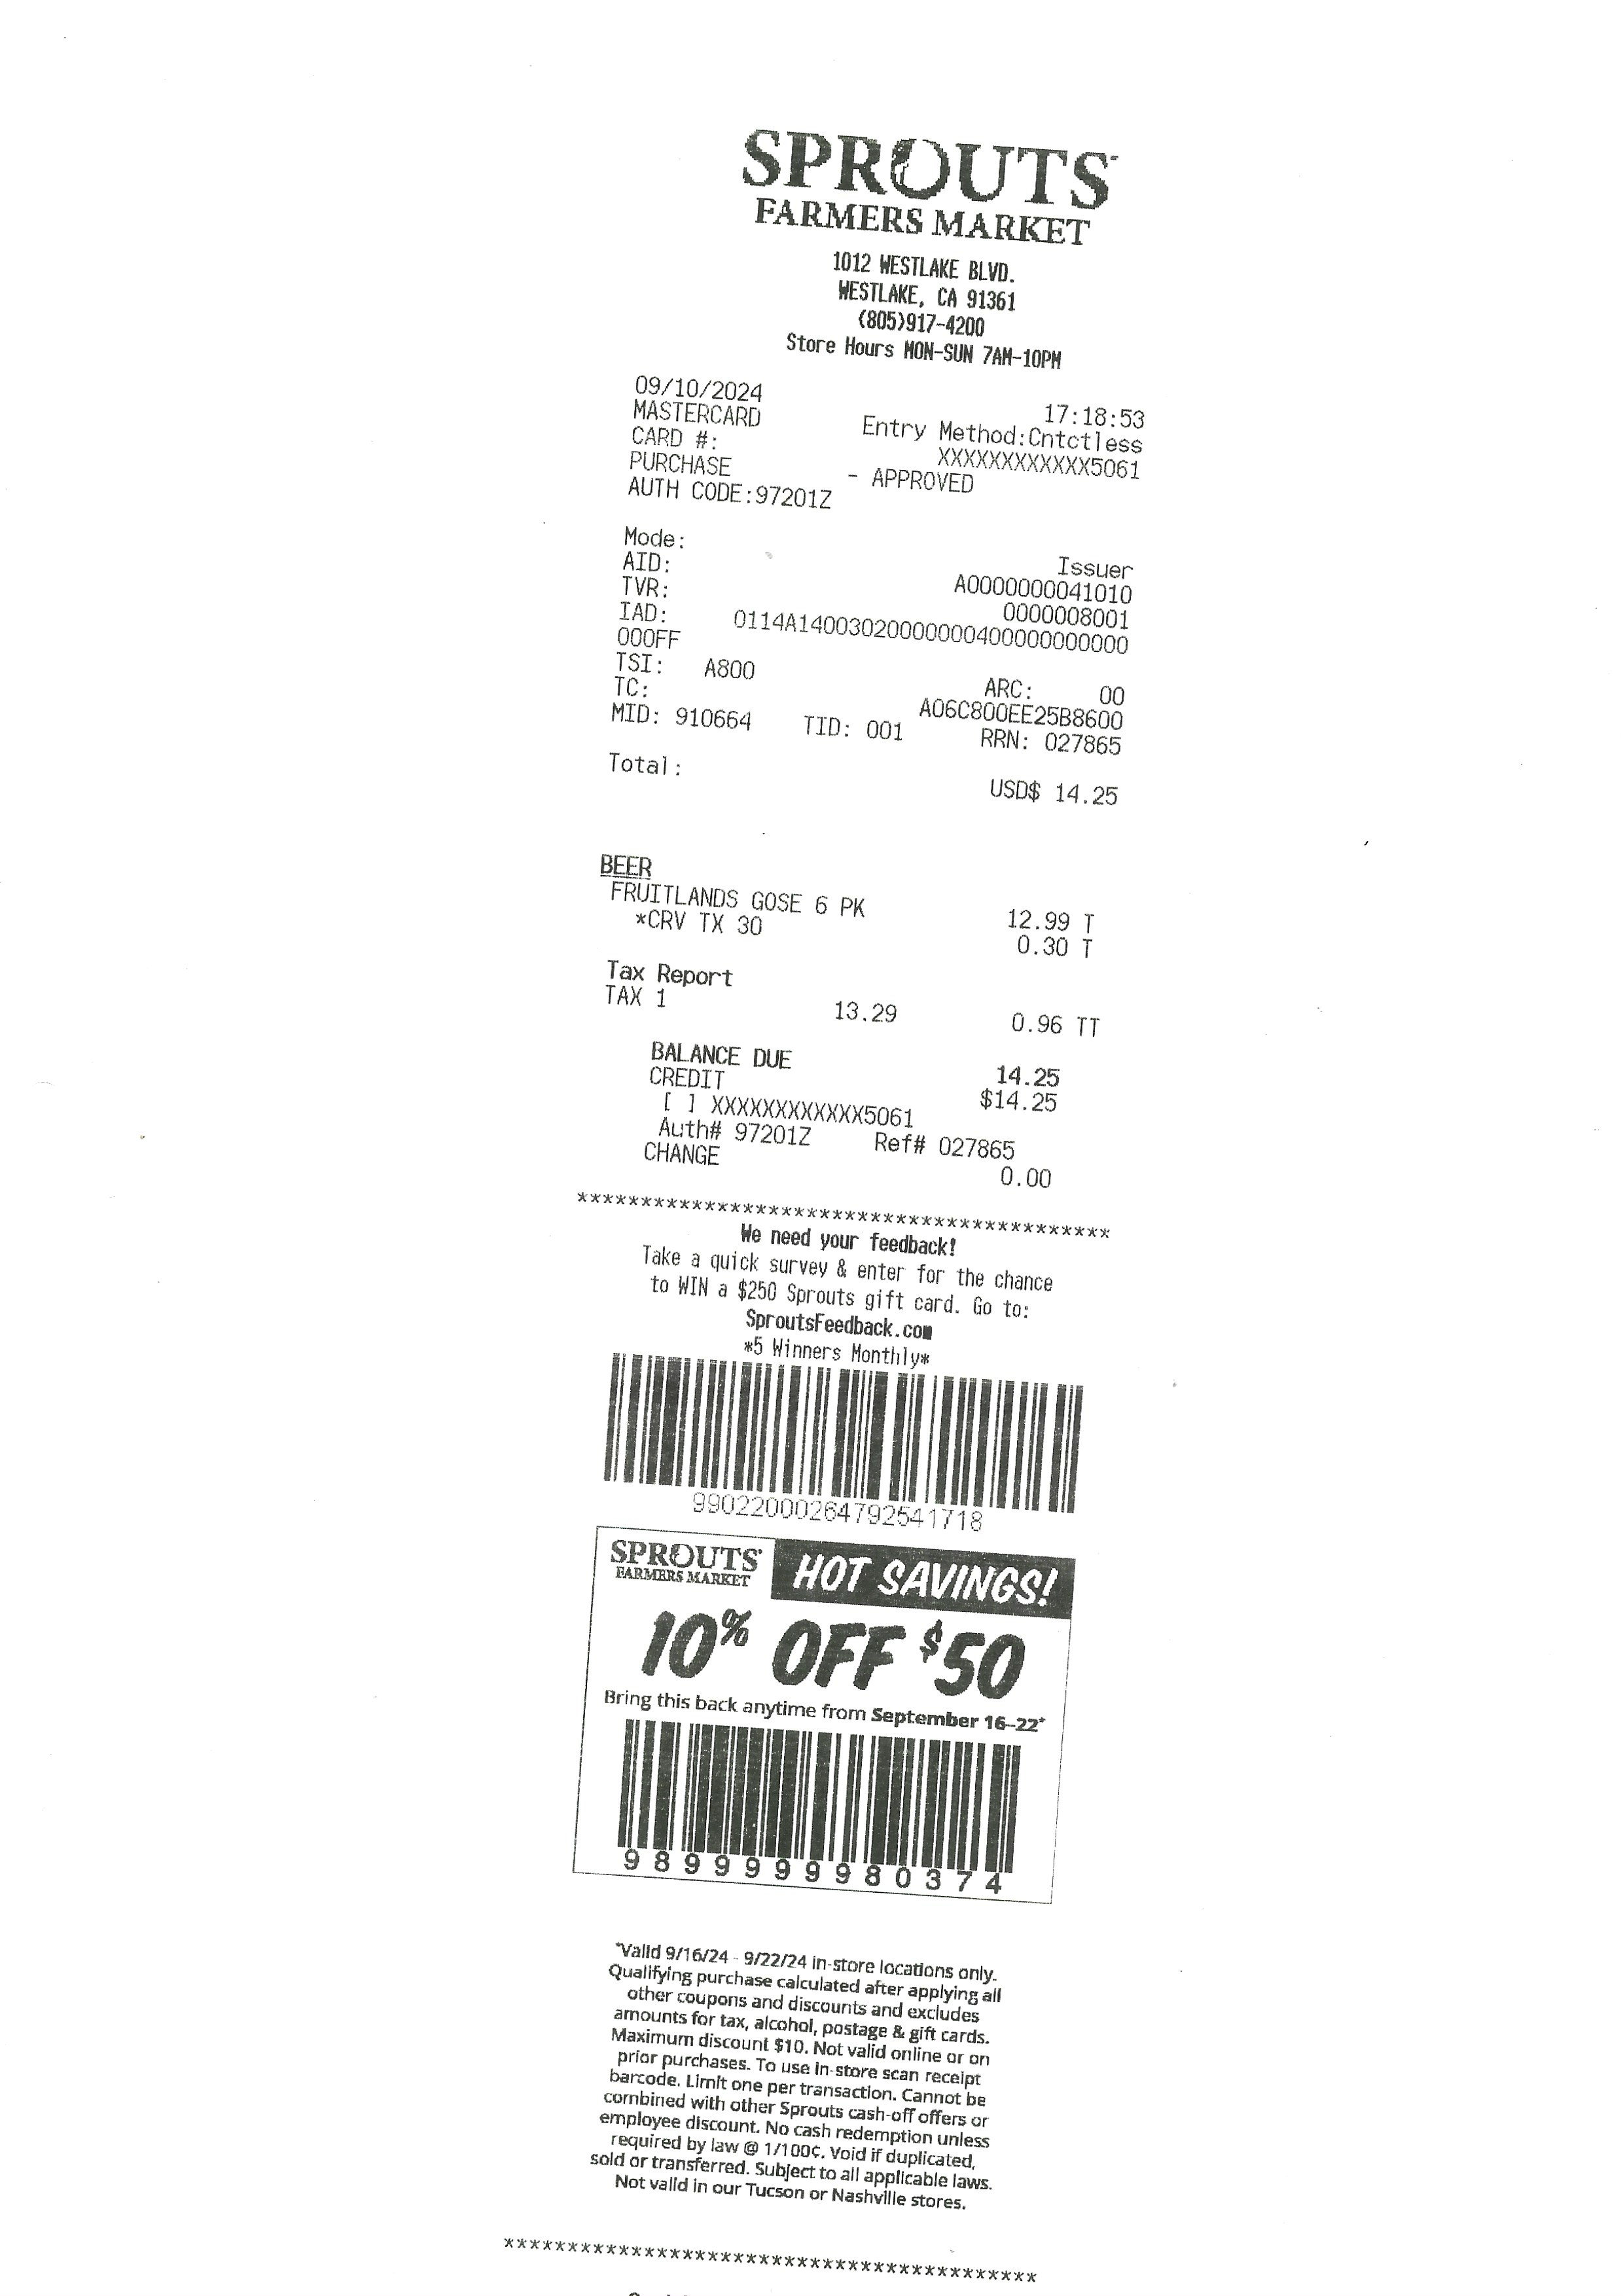 SPROUTS
FARMERS MARKET
1012 WESTLAKE BLVD.
WESTLAKE, CA 91361
(805)917-4200
Store Hours MON-SUN 7AM-10PM
09/10/2024 17:18:53
MASTERCARD Entry Method:Cntctless
CARD #: XXXXXXXXXXXX5061
PURCHASE - APPROVED
AUTH CODE:97201Z
Mode: Issuer
AID: A0000000041010
TVR: 0000008001
IAD: 0114A1400302000000040000000000​0
000FF
TSI: A800 ARC: 00
TC: A06C800EE25B8600
MID: 910664 TID: 001 RRN: 027865
Total: USD$ 14.25
BEER
FRUITLANDS GOSE 6 PK 12.99 T
*CRV TX 30 0.30 T
Tax Report
TAX 1 13.29 0.96 TT
BALANCE DUE 14.25
CREDIT $14.25
[ ] XXXXXXXXXXXX5061
Auth# 97201Z Ref# 027865
CHANGE 0.00
******************************************
We need your feedback!
Take a quick survey & enter for the chance
to WIN a $250 Sprouts gift card. Go to:
SproutsFeedback.com
*5 Winners Monthly*
99022000264792541718
SPROUTS
FARMERS MARKET
HOT SAVINGS!
10% OFF $50
Bring this back anytime from September 16-22*
9899999980374
*Valid 9/16/24 - 9/22/24 in-store locations only.
Qualifying purchase calculated after applying all
other coupons and discounts and excludes
amounts for tax, alcohol, postage & gift cards.
Maximum discount $10. Not valid online or on
prior purchases. To use in-store scan receipt
barcode. Limit one per transaction. Cannot be
combined with other Sprouts cash-off offers or
employee discount. No cash redemption unless
required by law @ 1/100¢. Void if duplicated,
sold or transferred. Subject to all applicable laws.
Not valid in our Tucson or Nashville stores.
******************************************